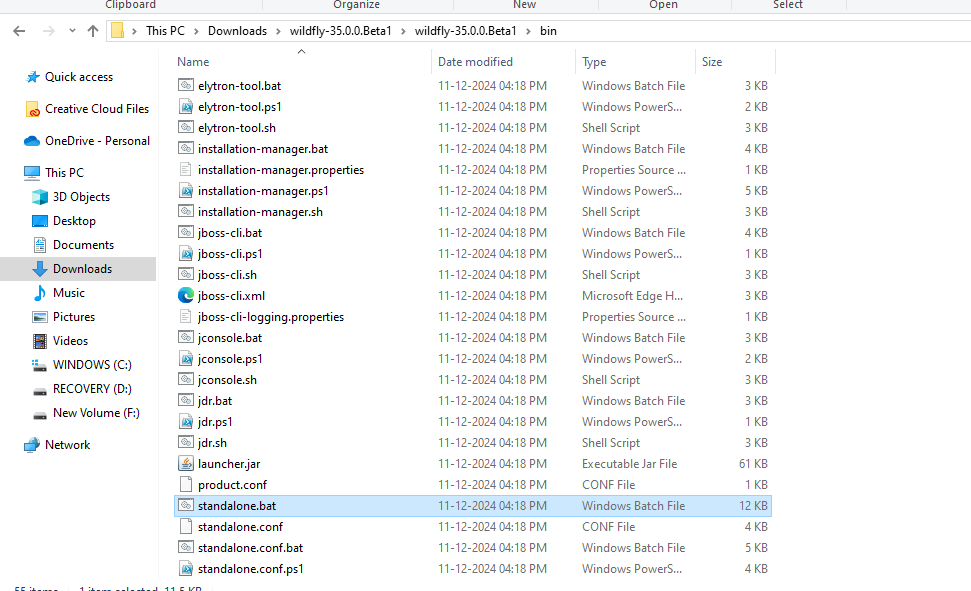 Clipboard Organize New Open Select
This PC Downloads wildfly-35.0.0.Beta1 wildfly-35.0.0.Beta1 bin
Name Date modified Type Size
Quick access
Creative Cloud Files
OneDrive - Personal
This PC
3D Objects
Desktop
Documents
Downloads
Music
Pictures
Videos
WINDOWS (C:)
RECOVERY (D:)
New Volume (F:)
Network
elytron-tool.bat 11-12-2024 04:18 PM Windows Batch File 3 KB
elytron-tool.ps1 11-12-2024 04:18 PM Windows PowerS... 2 KB
elytron-tool.sh 11-12-2024 04:18 PM Shell Script 3 KB
installation-manager.bat 11-12-2024 04:18 PM Windows Batch File 4 KB
installation-manager.properties 11-12-2024 04:18 PM Properties Source ... 1 KB
installation-manager.ps1 11-12-2024 04:18 PM Windows PowerS... 5 KB
installation-manager.sh 11-12-2024 04:18 PM Shell Script 3 KB
jboss-cli.bat 11-12-2024 04:18 PM Windows Batch File 4 KB
jboss-cli.ps1 11-12-2024 04:18 PM Windows PowerS... 1 KB
jboss-cli.sh 11-12-2024 04:18 PM Shell Script 3 KB
jboss-cli.xml 11-12-2024 04:18 PM Microsoft Edge H... 3 KB
jboss-cli-logging.properties 11-12-2024 04:18 PM Properties Source ... 1 KB
jconsole.bat 11-12-2024 04:18 PM Windows Batch File 3 KB
jconsole.ps1 11-12-2024 04:18 PM Windows PowerS... 2 KB
jconsole.sh 11-12-2024 04:18 PM Shell Script 3 KB
jdr.bat 11-12-2024 04:18 PM Windows Batch File 3 KB
jdr.ps1 11-12-2024 04:18 PM Windows PowerS... 1 KB
jdr.sh 11-12-2024 04:18 PM Shell Script 3 KB
launcher.jar 11-12-2024 04:18 PM Executable Jar File 61 KB
product.conf 11-12-2024 04:18 PM CONF File 1 KB
standalone.bat 11-12-2024 04:18 PM Windows Batch File 12 KB
standalone.conf 11-12-2024 04:18 PM CONF File 4 KB
standalone.conf.bat 11-12-2024 04:18 PM Windows Batch File 5 KB
standalone.conf.ps1 11-12-2024 04:18 PM Windows PowerS... 4 KB
55 items 1 item selected 11.5 KB